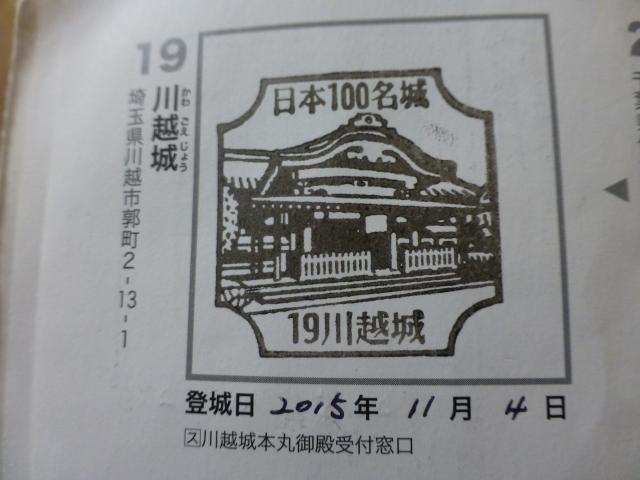 19 川越城
かわごえじょう
埼玉県川越市郭町2-13-1
日本100名城
19川越城
登城日 2015年 11月 4日
ス川越城本丸御殿受付窓口